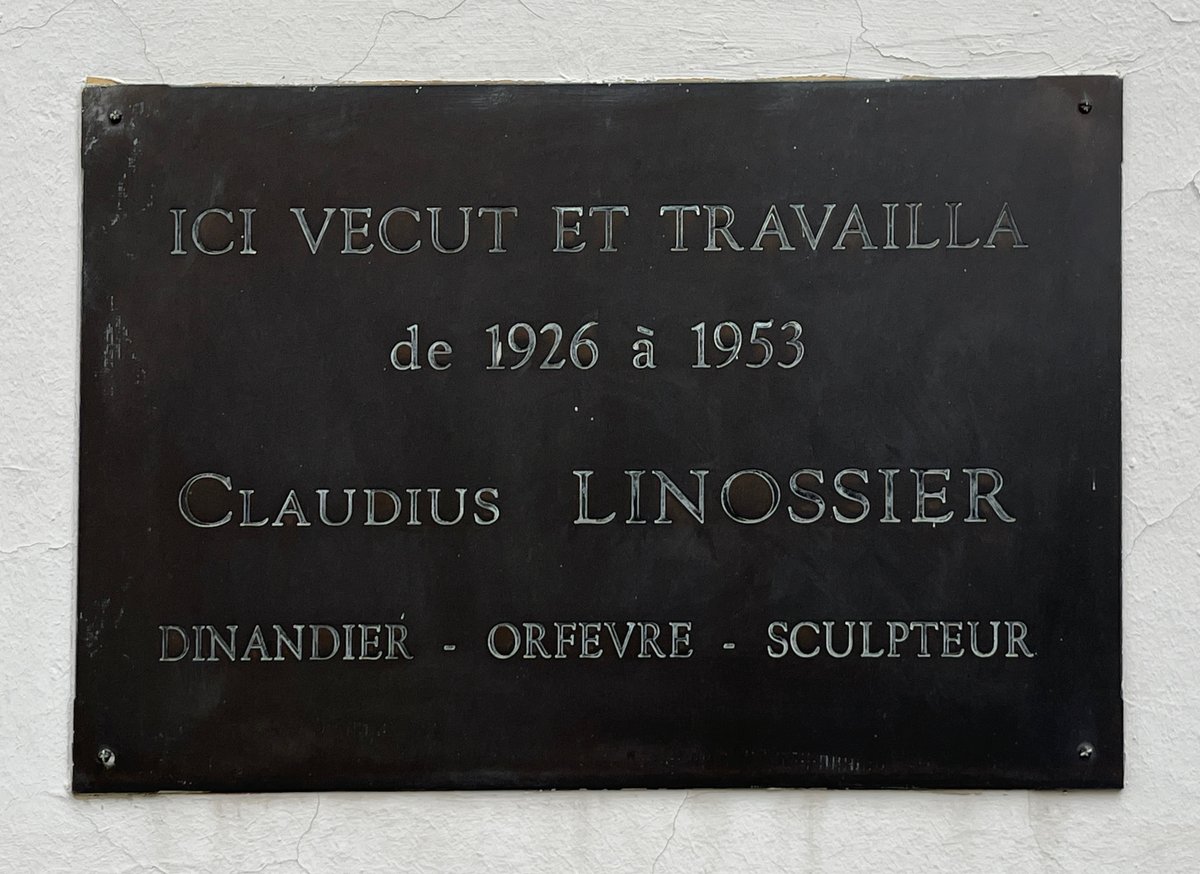 ICI VECUT ET TRAVAILLA
de 1926 à 1953
CLAUDIUS LINOSSIER
DINANDIER - ORFEVRE - SCULPTEUR